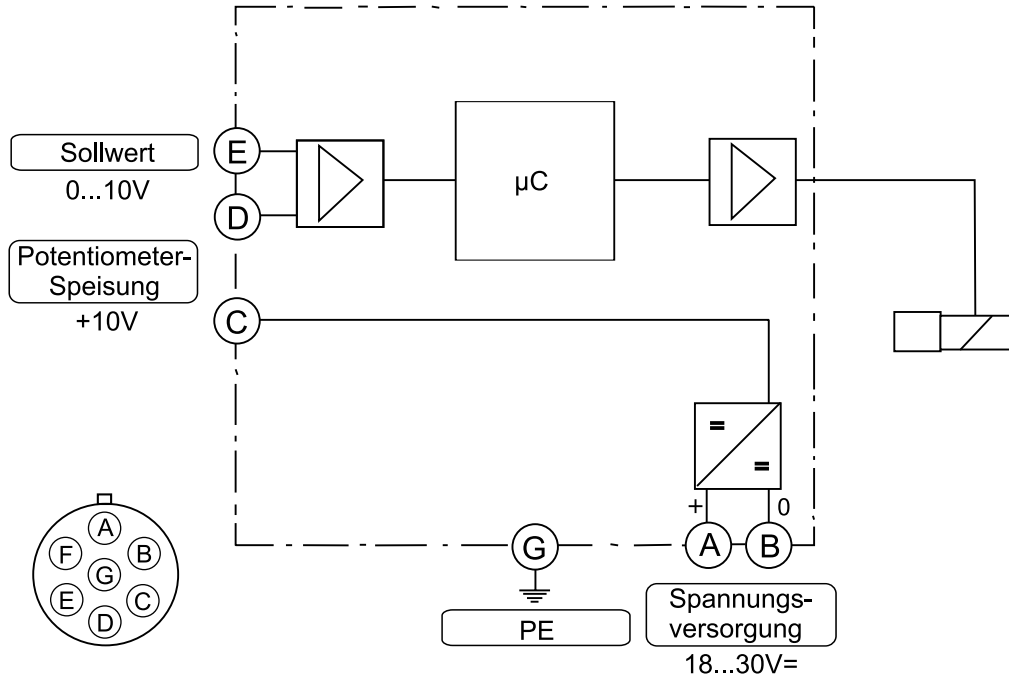 E
Sollwert
µC
0...10V
D
Potentiometer-
Speisung
+10V
C
=
=
+
0
A
F
B
G
E
C
D
G
A
B
PE
Spannungs-
versorgung
18...30V=